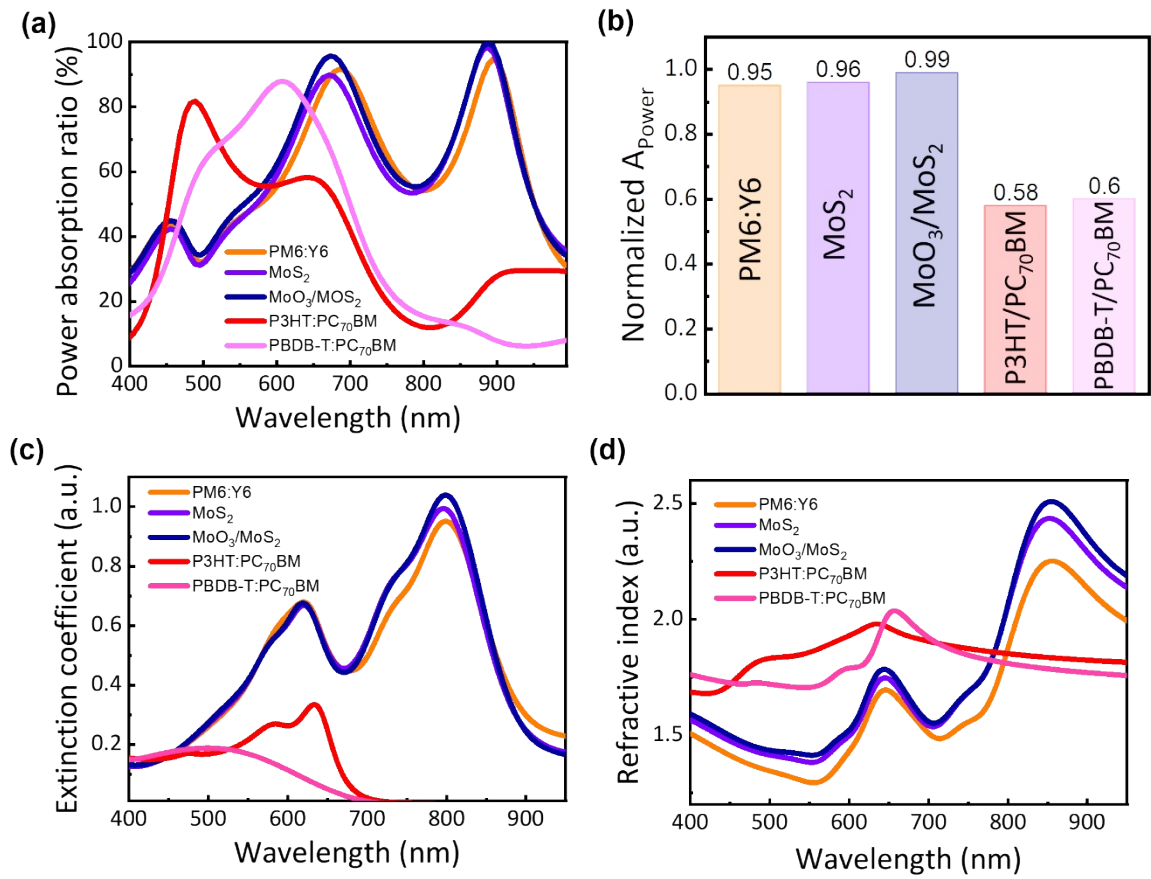 (a)
Power absorption ratio (%)
100
80
60
40
20
0
PM6:Y6
MoS2
MoO3/MOS2
P3HT:PC70BM
PBDB-T:PC70BM
400 500 600 700 800 900
Wavelength (nm)
(b)
Normalized APower
1.0
0.8
0.6
0.4
0.2
0.0
0.95
0.96
0.99
0.58
0.6
PM6:Y6
MoS2
MoO3/MoS2
P3HT/PC70BM
PBDB-T/PC70BM
(c)
Extinction coefficient (a.u.)
1.0
0.8
0.6
0.4
0.2
PM6:Y6
MoS2
MoO3/MoS2
P3HT:PC70BM
PBDB-T:PC70BM
400 500 600 700 800 900
Wavelength (nm)
(d)
Refractive index (a.u.)
2.5
2.0
1.5
PM6:Y6
MoS2
MoO3/MoS2
P3HT:PC70BM
PBDB-T:PC70BM
400 500 600 700 800 900
Wavelength (nm)